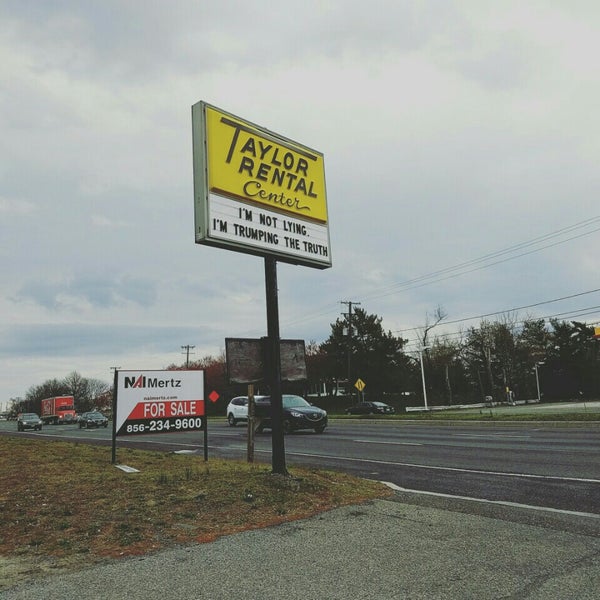 TAYLOR
RENTAL
Center
I'M NOT LYING.
I'M TRUMPING THE TRUTH
NAI Mertz
naimertz.com
FOR SALE
856-234-9600